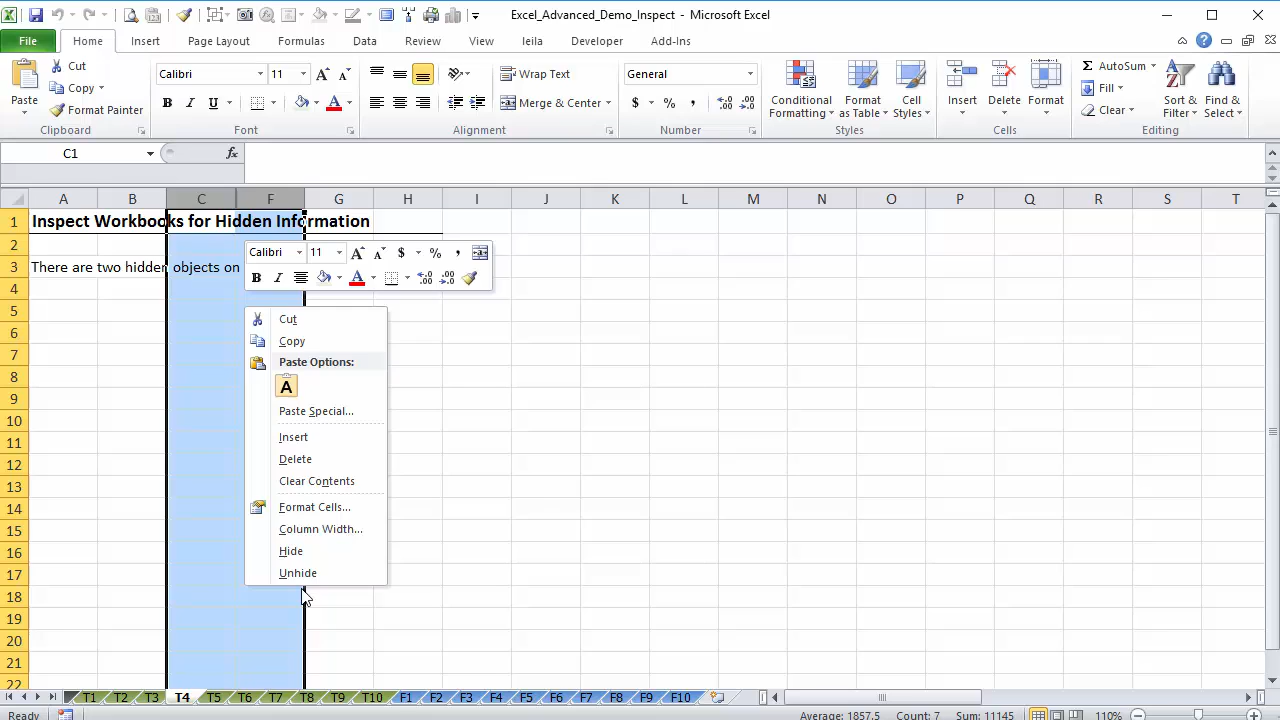 Excel_Advanced_Demo_Inspect - Microsoft Excel
File Home Insert Page Layout Formulas Data Review View leila Developer Add-Ins
Cut Calibri 11 Wrap Text General AutoSum
Copy Fill
Paste Format Painter B I U Merge & Center $ % , Conditional Formatting Format as Table Cell Styles Insert Delete Format Clear Sort & Filter Find & Select
Clipboard Font Alignment Number Styles Cells Editing
C1 fx
A B C F G H I J K L M N O P Q R S T
1 Inspect Workbooks for Hidden Information
2
Calibri 11 A A $ % ,
3 There are two hidden objects on
B I A
4
5
Cut
6
Copy
7 Paste Options:
8
A
9
Paste Special...
10
Insert
11
Delete
12
Clear Contents
13
14 Format Cells...
15 Column Width...
16 Hide
17 Unhide
18
19
20
21
22
T1 T2 T3 T4 T5 T6 T7 T8 T9 T10 F1 F2 F3 F4 F5 F6 F7 F8 F9 F10
Ready Average: 1857.5 Count: 7 Sum: 11145 110%